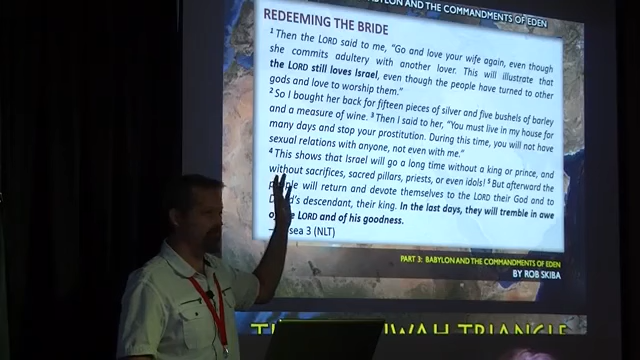 BABYLON AND THE COMMANDMENTS OF EDEN
REDEEMING THE BRIDE
1 Then the LORD said to me, "Go and love your wife again, even though
she commits adultery with another lover. This will illustrate that
the LORD still loves Israel, even though the people have turned to other
gods and love to worship them."
2 So I bought her back for fifteen pieces of silver and five bushels of barley
and a measure of wine. 3 Then I said to her, "You must live in my house for
many days and stop your prostitution. During this time, you will not have
sexual relations with anyone, not even with me."
4 This shows that Israel will go a long time without a king or prince, and
without sacrifices, sacred pillars, priests, or even idols! 5 But afterward the
will return and devote themselves to the LORD their God and to
descendant, their king. In the last days, they will tremble in awe
LORD and of his goodness.
3 (NLT)
PART 3: BABYLON AND THE COMMANDMENTS OF EDEN
BY ROB SKIBA
TRIANGLE